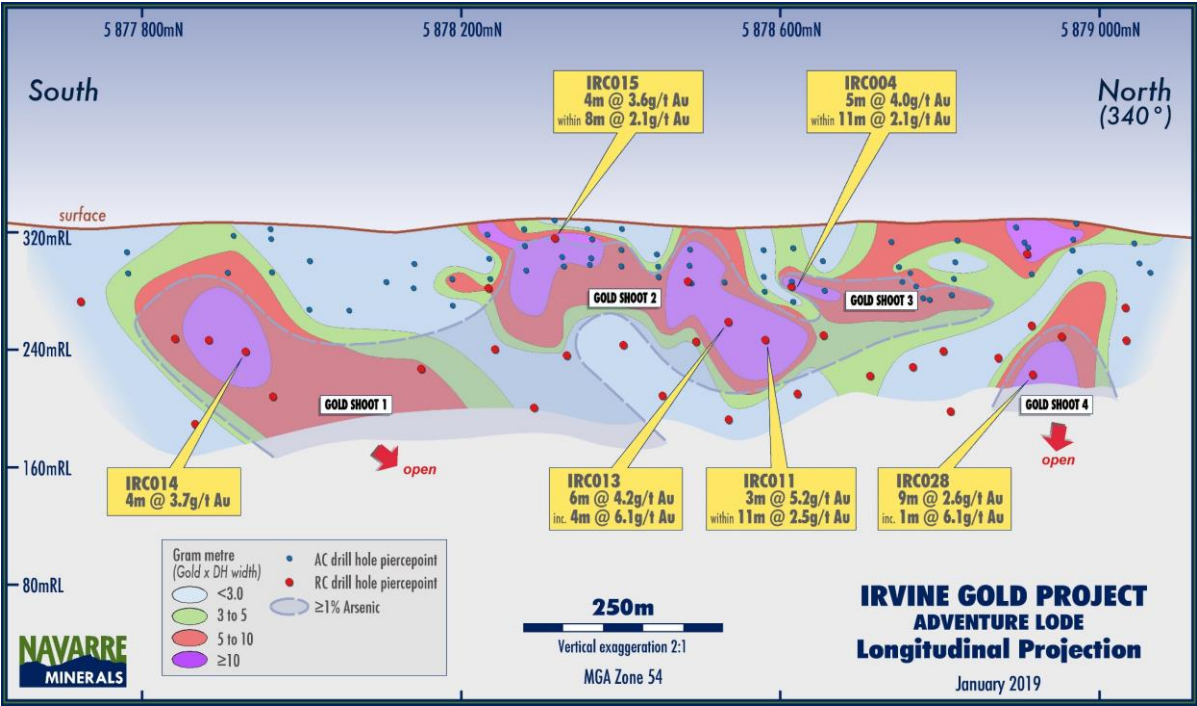 5 877 800mN
5 878 200mN
5 878 600mN
5 879 000mN
South
North
(340°)
IRC015
4m @ 3.6g/t Au
within 8m @ 2.1g/t Au
IRC004
5m @ 4.0g/t Au
within 11m @ 2.1g/t Au
surface
320mRL
GOLD SHOOT 2
GOLD SHOOT 3
240mRL
GOLD SHOOT 1
GOLD SHOOT 4
160mRL
open
open
IRC014
4m @ 3.7g/t Au
IRC013
6m @ 4.2g/t Au
inc. 4m @ 6.1g/t Au
IRC011
3m @ 5.2g/t Au
within 11m @ 2.5g/t Au
IRC028
9m @ 2.6g/t Au
inc. 1m @ 6.1g/t Au
80mRL
Gram metre
(Gold x DH width)
<3.0
3 to 5
5 to 10
≥10
AC drill hole piercepoint
RC drill hole piercepoint
≥1% Arsenic
250m
Vertical exaggeration 2:1
MGA Zone 54
IRVINE GOLD PROJECT
ADVENTURE LODE
Longitudinal Projection
January 2019
NAVARRE
MINERALS